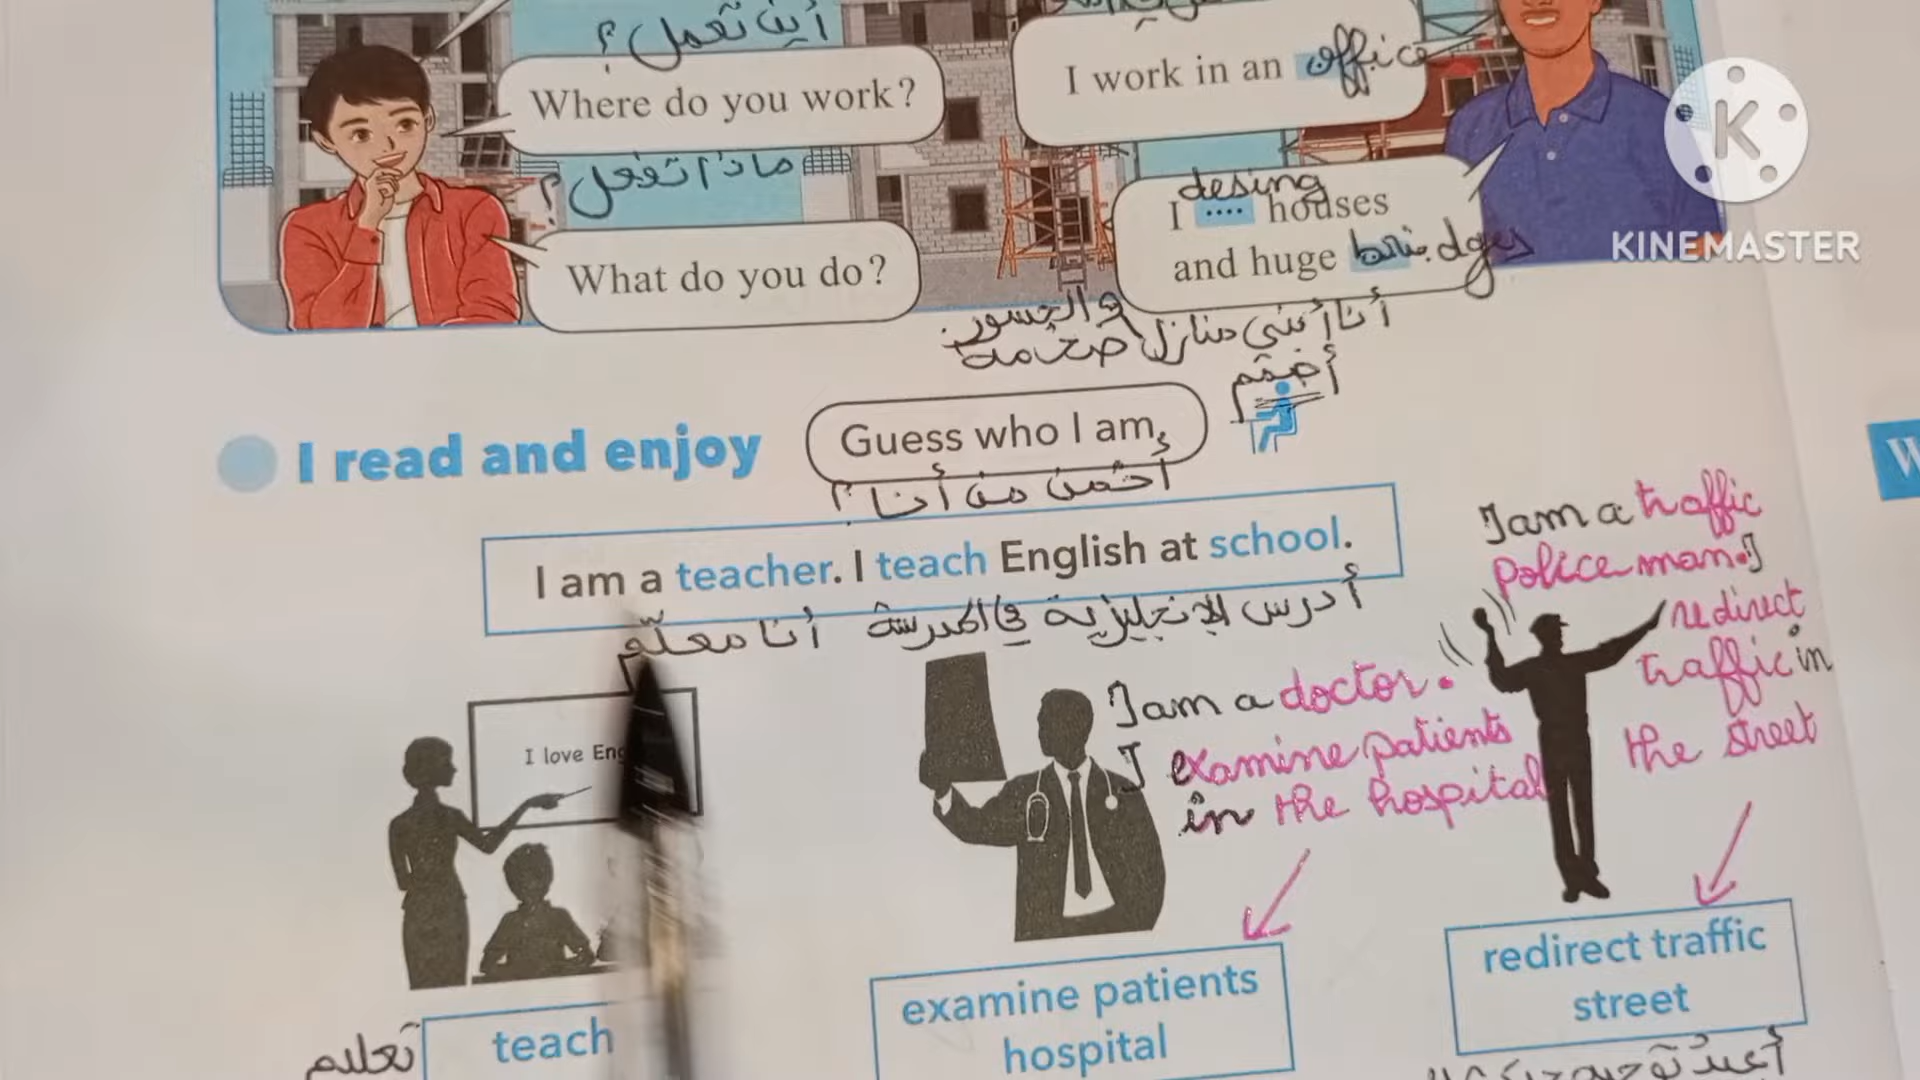 أين تعمل؟
Where do you work?
I work in an office
KINEMASTER
ماذا تفعل؟
What do you do?
desing
I .... houses
and huge bridges
أنا أبني منازل ضخمة
والجسور
أصمم
I read and enjoy
Guess who I am,
أخمن من أنا؟
I am a teacher. I teach English at school.
أنا معلّم أدرس الإنجليزية في المدرسة
I love Eng
I am a doctor.
I examine patients
in the hospital
I am a traffic
police man. I
redirect
traffic in
the street
تعليم
teach
examine patients
hospital
redirect traffic
street
W